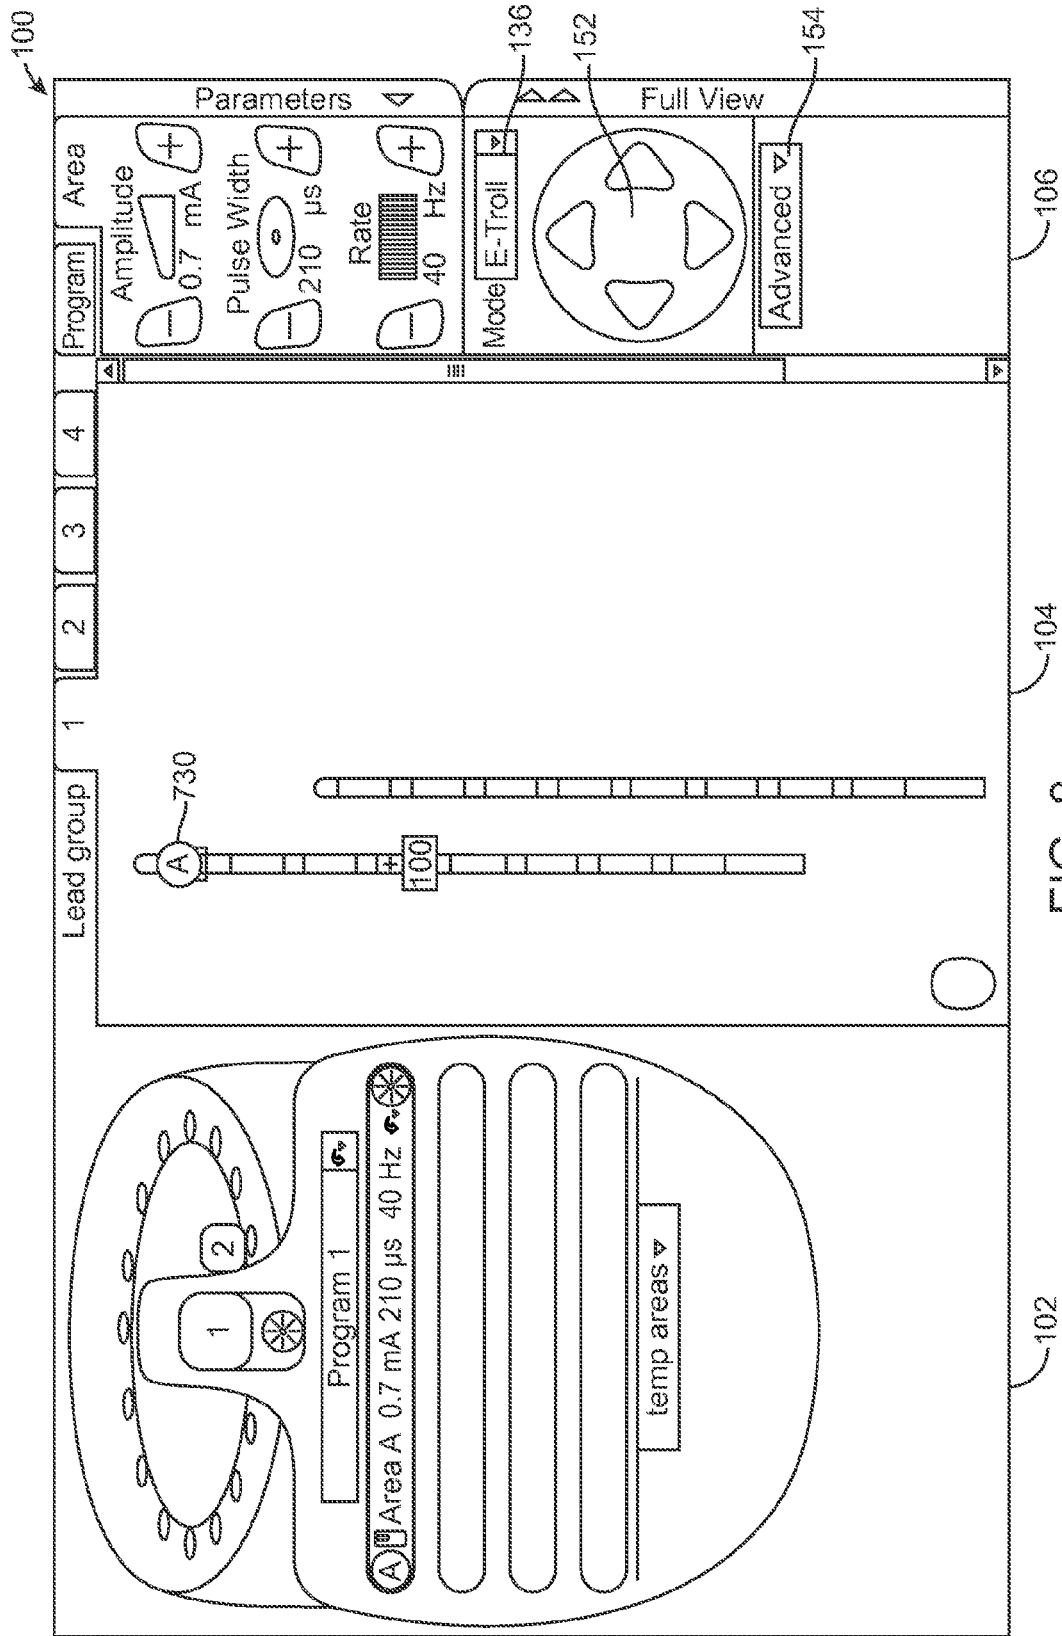 100
Lead group
1
2
3
4
Program
Area
Parameters
Amplitude
0.7 mA
Pulse Width
210 µs
Rate
40 Hz
136
Mode
E-Troll
Full View
152
Advanced
154
1
2
Program 1
A Area A 0.7 mA 210 µs 40 Hz
temp areas
A
730
+
100
102
104
106